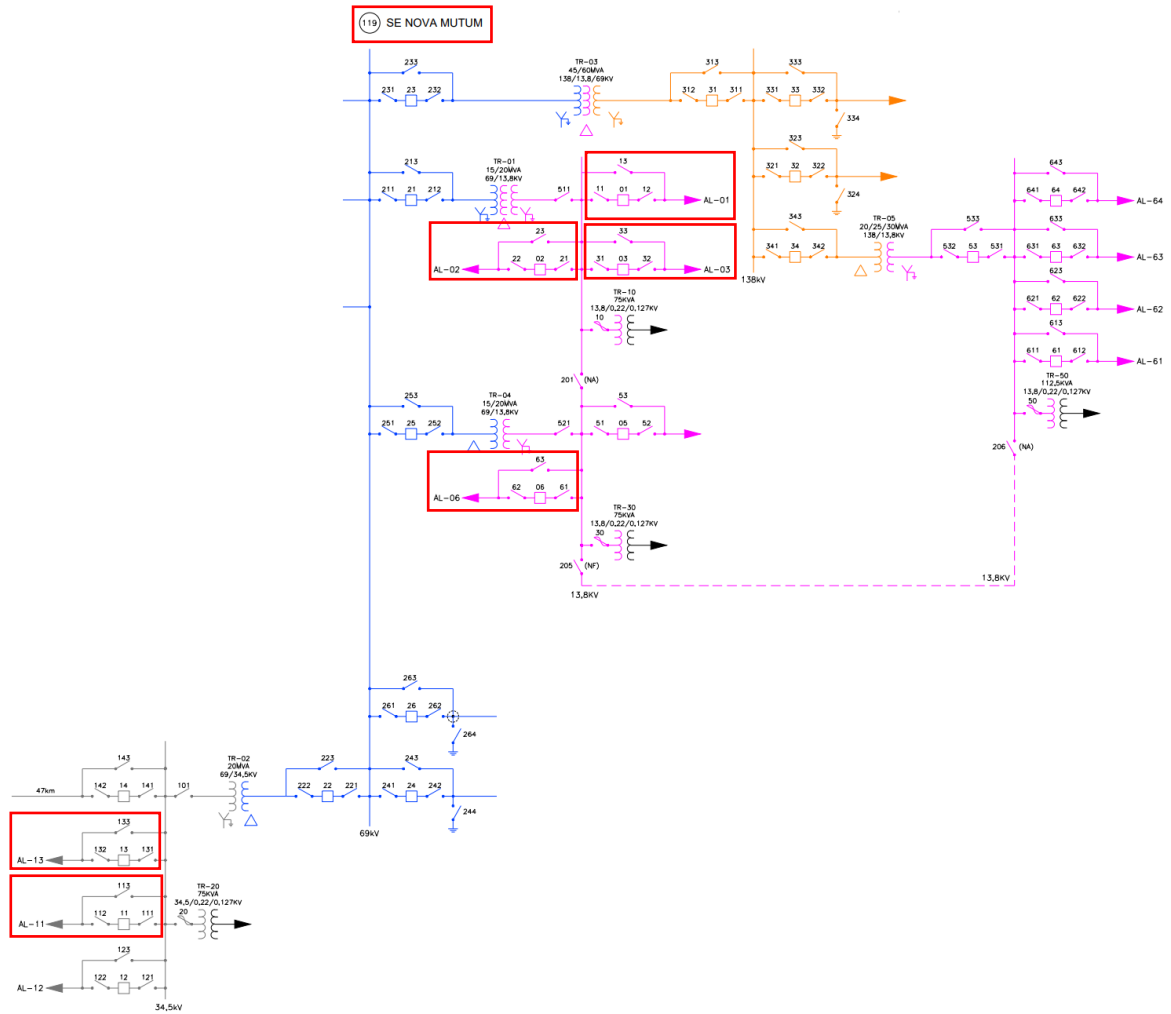 119 SE NOVA MUTUM
233
231 23 232
TR-03
45/60MVA
138/13,8/69KV
313
312 31 311
333
331 33 332
334
213
211 21 212
TR-01
15/20MVA
69/13,8KV
511
13
11 01 12
AL-01
323
321 32 322
324
23
AL-02
22 02 21
33
31 03 32
AL-03
343
341 34 342
138kV
TR-05
20/25/30MVA
138/13,8KV
533
532 53 531
643
641 64 642
AL-64
633
631 63 632
AL-63
623
621 62 622
AL-62
613
611 61 612
AL-61
TR-10
75KVA
13,8/0,22/0,127KV
10
201 (NA)
TR-50
112,5KVA
13,8/0,22/0,127KV
50
206 (NA)
253
251 25 252
TR-04
15/20MVA
69/13,8KV
521
53
51 05 52
63
AL-06
62 06 61
TR-30
75KVA
13,8/0,22/0,127KV
30
205 (NF)
13,8KV
13,8KV
263
261 26 262
264
143
47km
142 14 141
101
TR-02
20MVA
69/34,5KV
223
222 22 221
243
241 24 242
244
69kV
133
AL-13
132 13 131
113
AL-11
112 11 111
TR-20
75KVA
34,5/0,22/0,127KV
20
123
AL-12
122 12 121
34,5kV